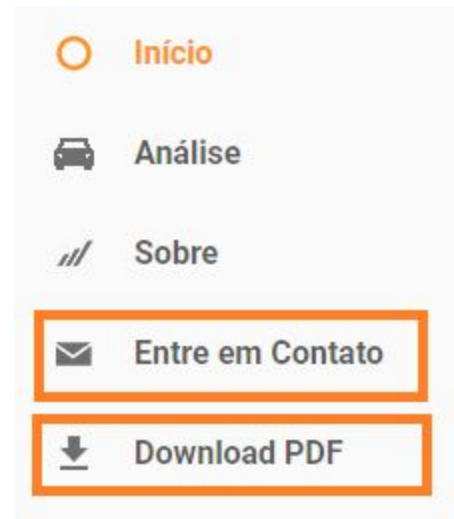 Início
Análise
Sobre
Entre em Contato
Download PDF